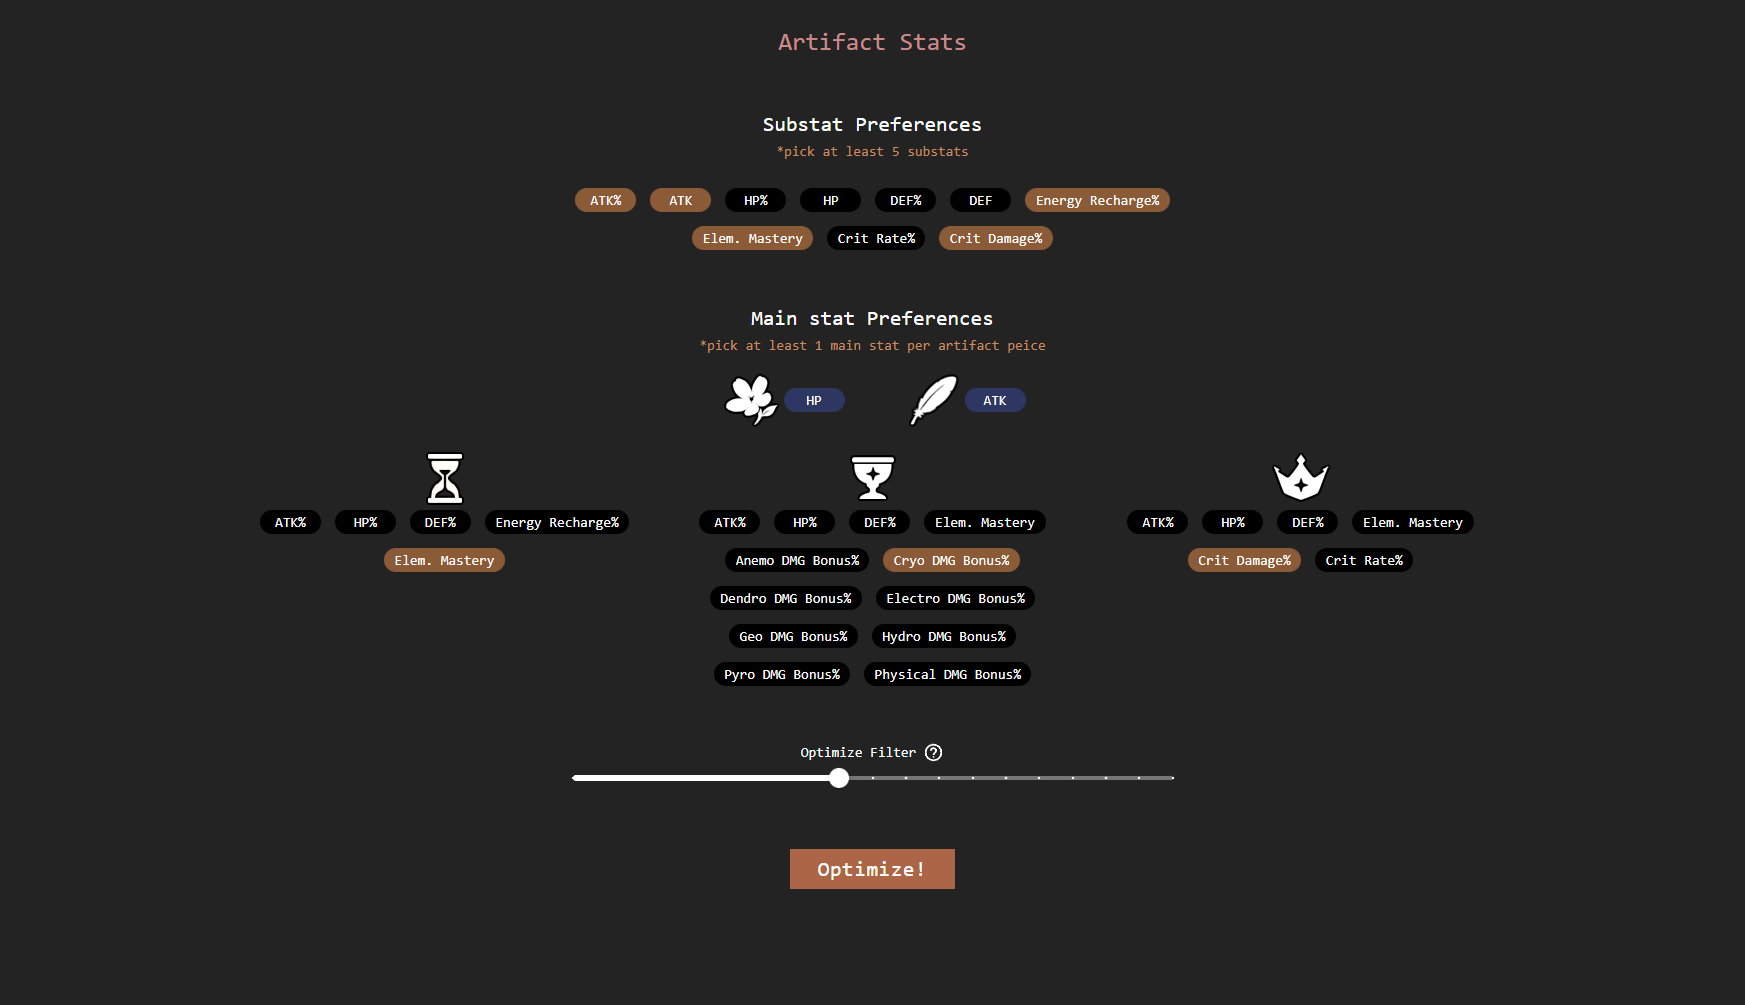 Artifact Stats
Substat Preferences
*pick at least 5 substats
ATK% ATK HP% HP DEF% DEF Energy Recharge%
Elem. Mastery Crit Rate% Crit Damage%
Main stat Preferences
*pick at least 1 main stat per artifact peice
HP ATK
ATK% HP% DEF% Energy Recharge%
Elem. Mastery
ATK% HP% DEF% Elem. Mastery
Anemo DMG Bonus% Cryo DMG Bonus%
Dendro DMG Bonus% Electro DMG Bonus%
Geo DMG Bonus% Hydro DMG Bonus%
Pyro DMG Bonus% Physical DMG Bonus%
ATK% HP% DEF% Elem. Mastery
Crit Damage% Crit Rate%
Optimize Filter ?
Optimize!